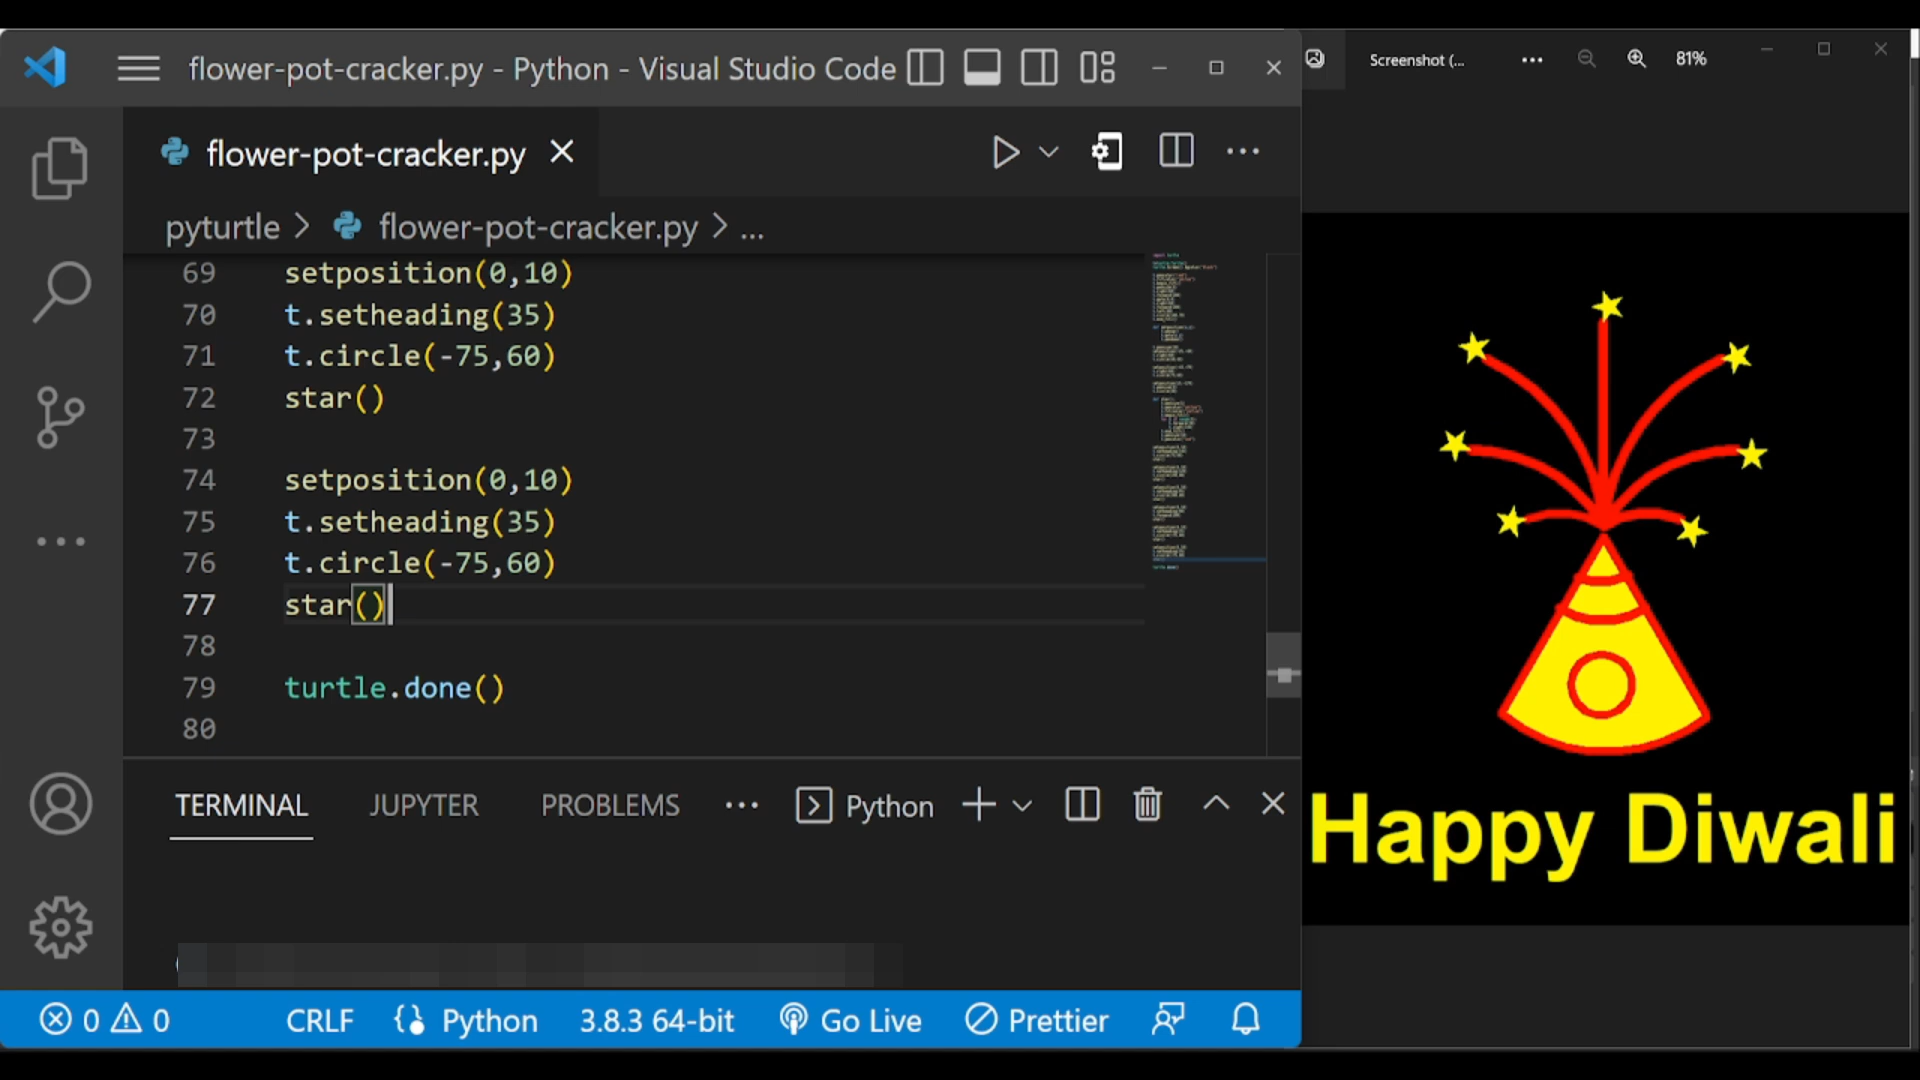 flower-pot-cracker.py - Python - Visual Studio Code
Screenshot (...
81%
flower-pot-cracker.py
pyturtle > flower-pot-cracker.py > ...
69 setposition(0,10)
70 t.setheading(35)
71 t.circle(-75,60)
72 star()
73
74 setposition(0,10)
75 t.setheading(35)
76 t.circle(-75,60)
77 star()
78
79 turtle.done()
80
TERMINAL JUPYTER PROBLEMS ... Python
Happy Diwali
0 0 CRLF Python 3.8.3 64-bit Go Live Prettier